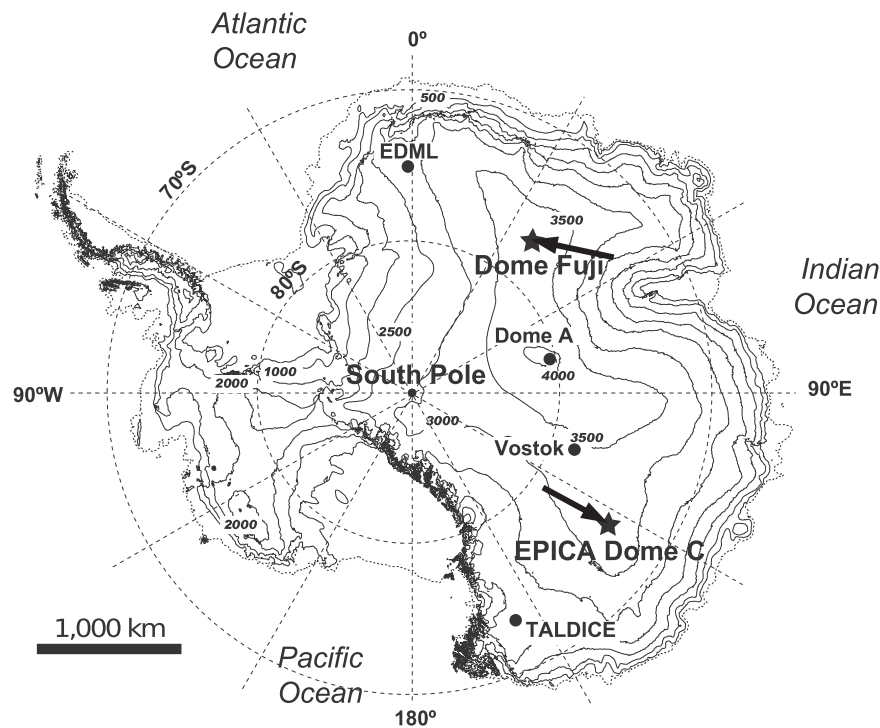 Atlantic
Ocean
0º
500
EDML
70ºS
3500
80ºS
Dome Fuji
Indian
Ocean
2500
Dome A
1000
2000
South Pole
4000
90ºW
90ºE
3000
Vostok
3500
2000
EPICA Dome C
1,000 km
TALDICE
Pacific
Ocean
180º